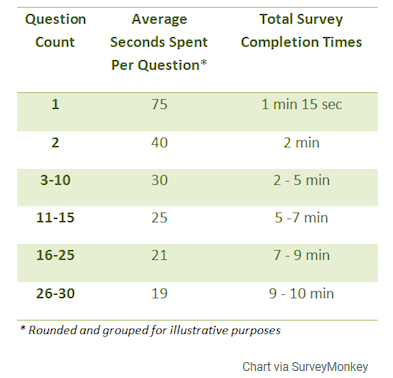 Question Count Average Seconds Spent Per Question* Total Survey Completion Times
1 75 1 min 15 sec
2 40 2 min
3-10 30 2 - 5 min
11-15 25 5 -7 min
16-25 21 7 - 9 min
26-30 19 9 - 10 min
* Rounded and grouped for illustrative purposes
Chart via SurveyMonkey